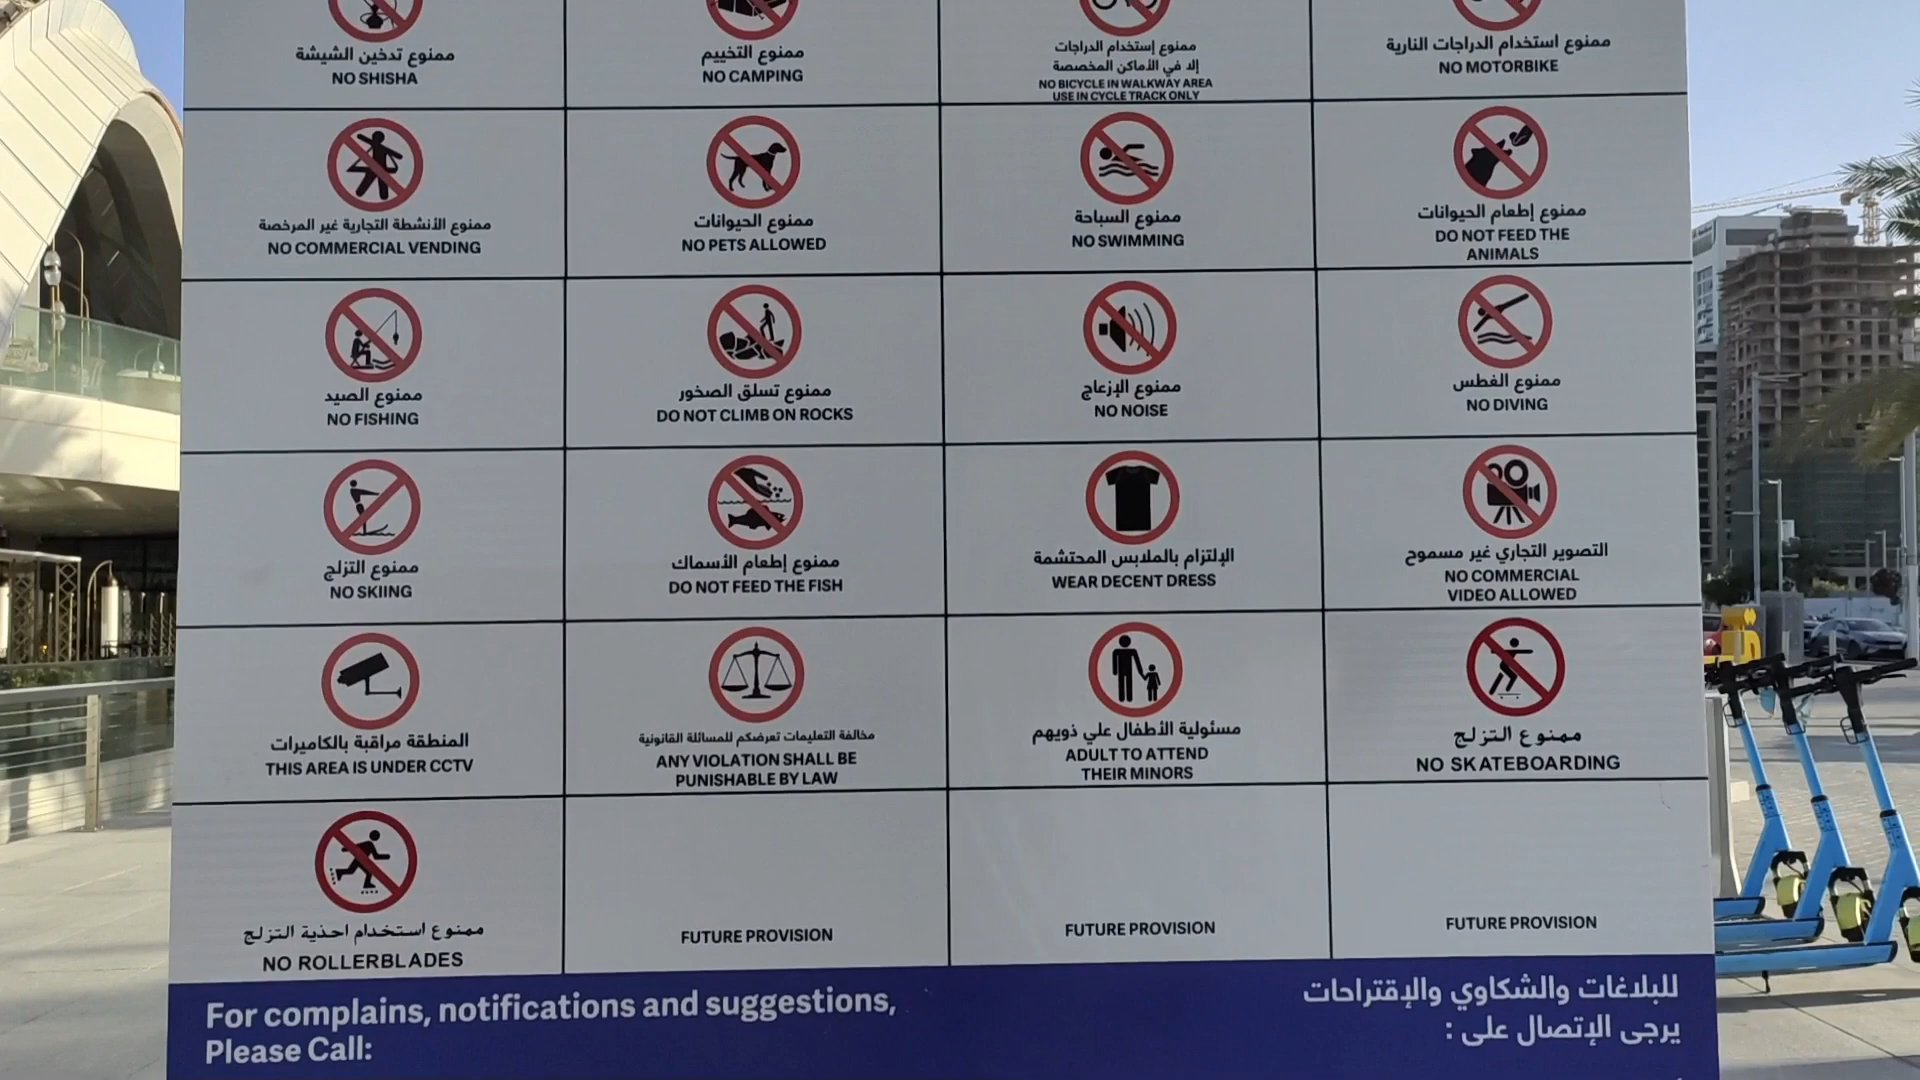 ممنوع تدخين الشيشة
NO SHISHA
ممنوع التخييم
NO CAMPING
ممنوع إستخدام الدراجات
إلا في الأماكن المخصصة
NO BICYCLE IN WALKWAY AREA
USE IN CYCLE TRACK ONLY
ممنوع استخدام الدراجات النارية
NO MOTORBIKE
ممنوع الأنشطة التجارية غير المرخصة
NO COMMERCIAL VENDING
ممنوع الحيوانات
NO PETS ALLOWED
ممنوع السباحة
NO SWIMMING
ممنوع إطعام الحيوانات
DO NOT FEED THE
ANIMALS
ممنوع الصيد
NO FISHING
ممنوع تسلق الصخور
DO NOT CLIMB ON ROCKS
ممنوع الإزعاج
NO NOISE
ممنوع الغطس
NO DIVING
ممنوع التزلج
NO SKIING
ممنوع إطعام الأسماك
DO NOT FEED THE FISH
الإلتزام بالملابس المحتشمة
WEAR DECENT DRESS
التصوير التجاري غير مسموح
NO COMMERCIAL
VIDEO ALLOWED
المنطقة مراقبة بالكاميرات
THIS AREA IS UNDER CCTV
مخالفة التعليمات تعرضكم للمسائلة القانونية
ANY VIOLATION SHALL BE
PUNISHABLE BY LAW
مسئولية الأطفال علي ذويهم
ADULT TO ATTEND
THEIR MINORS
ممنوع التزلج
NO SKATEBOARDING
ممنوع استخدام احذية التزلج
NO ROLLERBLADES
FUTURE PROVISION
FUTURE PROVISION
FUTURE PROVISION
For complains, notifications and suggestions,
Please Call:
للبلاغات والشكاوي والإقتراحات
يرجى الإتصال على :